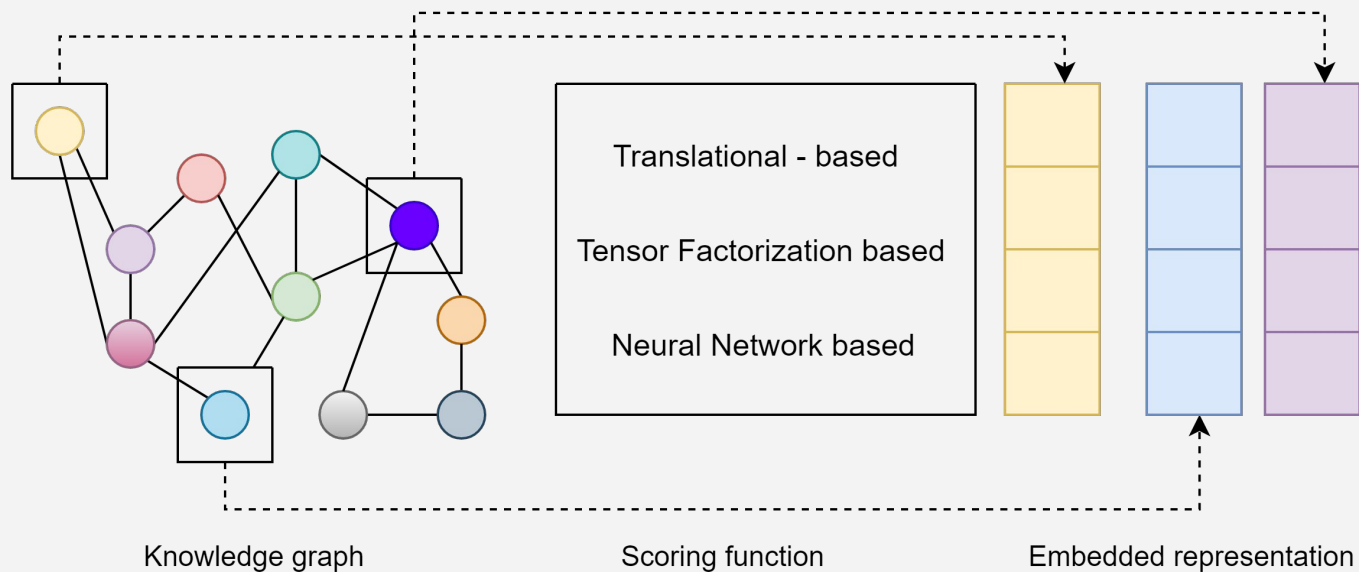 Translational - based
Tensor Factorization based
Neural Network based
Knowledge graph
Scoring function
Embedded representation